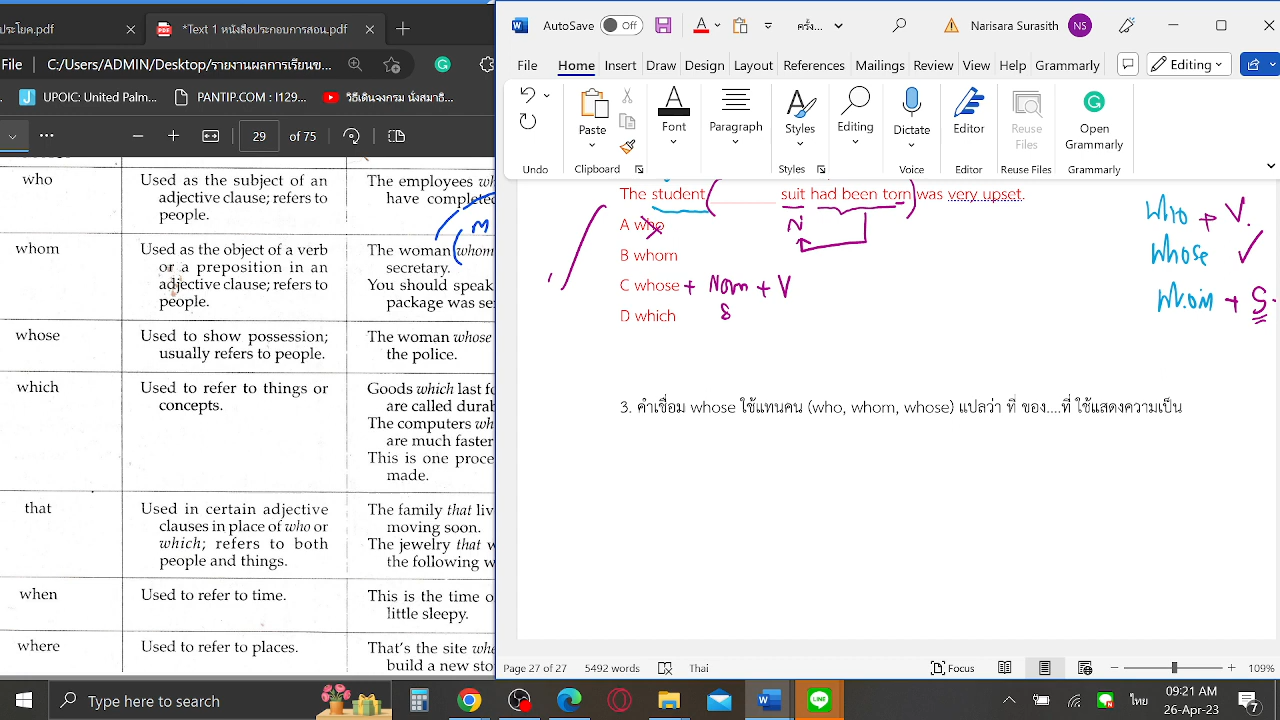 ประโยค.pdf
*Text 1 หนังสือประกอบการสอน.pdf
File
C:/Users/ADMIN/Desktop/รายงานผลการเรียนข...
UPOIC: United Palm...
PANTIP.COM : I129...
วิธีเดินจงกรม นั่งสมาธิ...
29 of 75
who
Used as the subject of an
adjective clause; refers to
people.
The employees wh
have completed
whom
Used as the object of a verb
or a preposition in an
adjective clause; refers to
people.
The woman whom
secretary.
You should speak
package was se
whose
Used to show possession;
usually refers to people.
The woman whose
the police.
which
Used to refer to things or
concepts.
Goods which last fo
are called durab
The computers wh
are much faster
This is one proce
made.
that
Used in certain adjective
clauses in place of who or
which; refers to both
people and things.
The family that liv
moving soon.
The jewelry that w
the following w
when
Used to refer to time.
This is the time o
little sleepy.
where
Used to refer to places.
That's the site whe
build a new sto
AutoSave Off
ครั้ง...
Narisara Surasith NS
File Home Insert Draw Design Layout References Mailings Review View Help Grammarly
Editing
Paste Font Paragraph Styles Editing Dictate Editor Reuse Files Open Grammarly
Undo Clipboard Styles Voice Editor Reuse Files Grammarly
The student ________ suit had been torn was very upset.
N
A who
B whom
C whose + Nom + V
D which
S
who + V.
whose ✓
whom + S.
3. คำเชื่อม whose ใช้แทนคน (who, whom, whose) แปลว่า ที่ ของ....ที่ ใช้แสดงความเป็น
Page 27 of 27 5492 words Thai Focus 109%
Type here to search
ไทย
09:21 AM
26-Apr-23
7